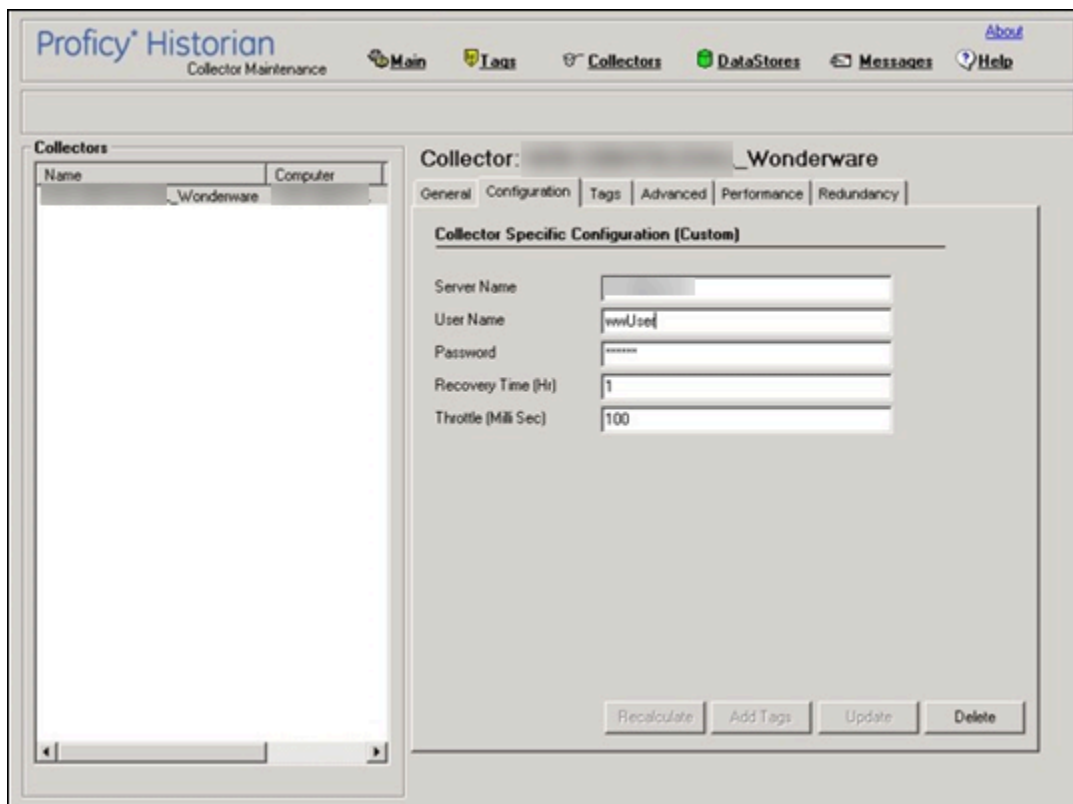 Proficy* Historian
Collector Maintenance
Main
Tags
Collectors
DataStores
Messages
About
Help
Collectors
Name Computer
._Wonderware
Collector: ._Wonderware
General Configuration Tags Advanced Performance Redundancy
Collector Specific Configuration (Custom)
Server Name
User Name wwUser
Password *******
Recovery Time (Hr) 1
Throttle (Milli Sec) 100
Recalculate Add Tags Update Delete